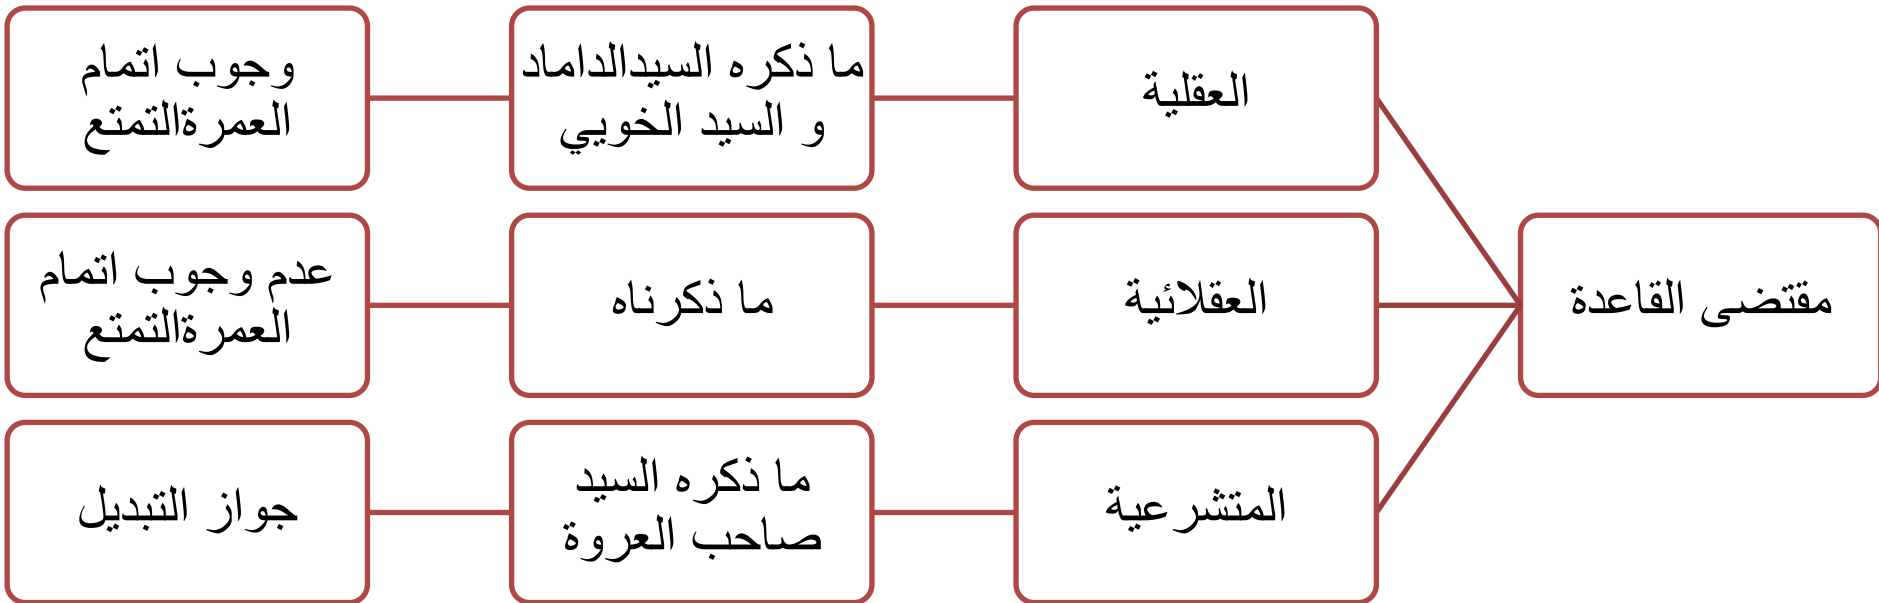 مقتضى القاعدة
العقلية
ما ذكره السيدالداماد
و السيد الخويي
وجوب اتمام
العمرةالتمتع
العقلائية
ما ذكرناه
عدم وجوب اتمام
العمرةالتمتع
المتشرعية
ما ذكره السيد
صاحب العروة
جواز التبديل